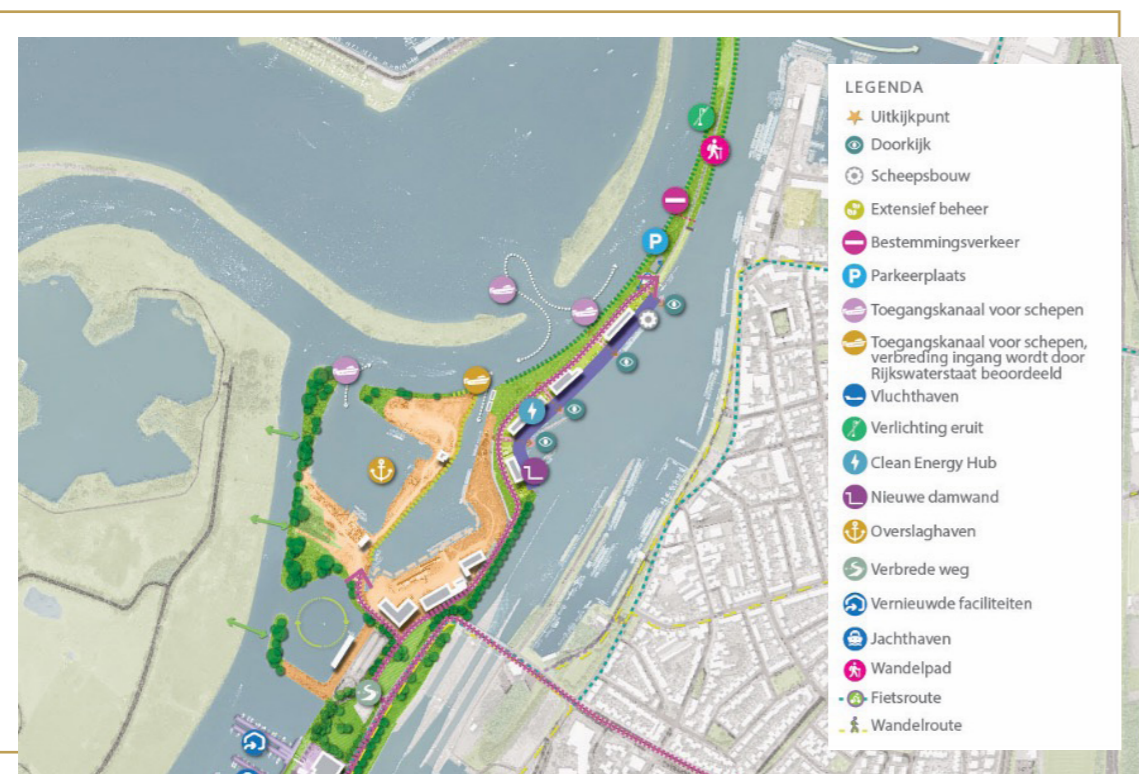 LEGENDA
Uitkijkpunt
Doorkijk
Scheepsbouw
Extensief beheer
Bestemmingsverkeer
P Parkeerplaats
Toegangskanaal voor schepen
Toegangskanaal voor schepen,
verbreding ingang wordt door
Rijkswaterstaat beoordeeld
Vluchthaven
Verlichting eruit
Clean Energy Hub
Nieuwe damwand
Overslaghaven
Verbrede weg
Vernieuwde faciliteiten
Jachthaven
Wandelpad
Fietsroute
Wandelroute
P